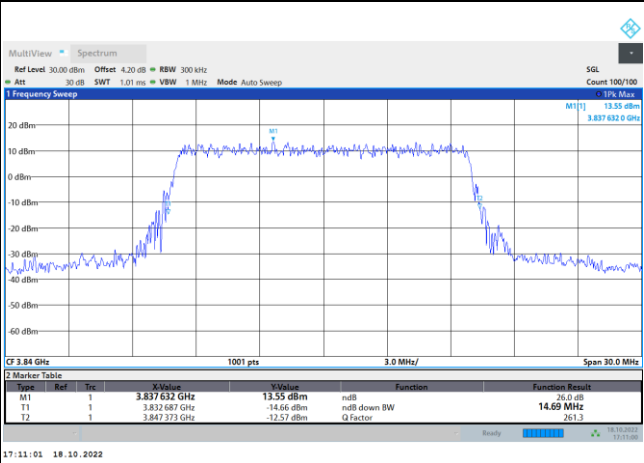 MultiView Spectrum
Ref Level 30.00 dBm Offset 4.20 dB RBW 300 kHz SGL
Att 30 dB SWT 1.01 ms VBW 1 MHz Mode Auto Sweep Count 100/100
1 Frequency Sweep 1Pk Max
M1[1] 13.55 dBm
3.837 632 0 GHz
M1
20 dBm
10 dBm
0 dBm
-10 dBm
-20 dBm
-30 dBm
-40 dBm
-50 dBm
-60 dBm
CF 3.84 GHz 1001 pts 3.0 MHz/ Span 30.0 MHz
2 Marker Table
Type Ref Trc X-Value Y-Value Function Function Result
M1 1 3.837 632 GHz 13.55 dBm ndB 26.0 dB
T1 1 3.832 687 GHz -14.66 dBm ndB down BW 14.69 MHz
T2 1 3.847 373 GHz -12.57 dBm Q Factor 261.3
Ready 18.10.2022
17:11:00
17:11:01 18.10.2022